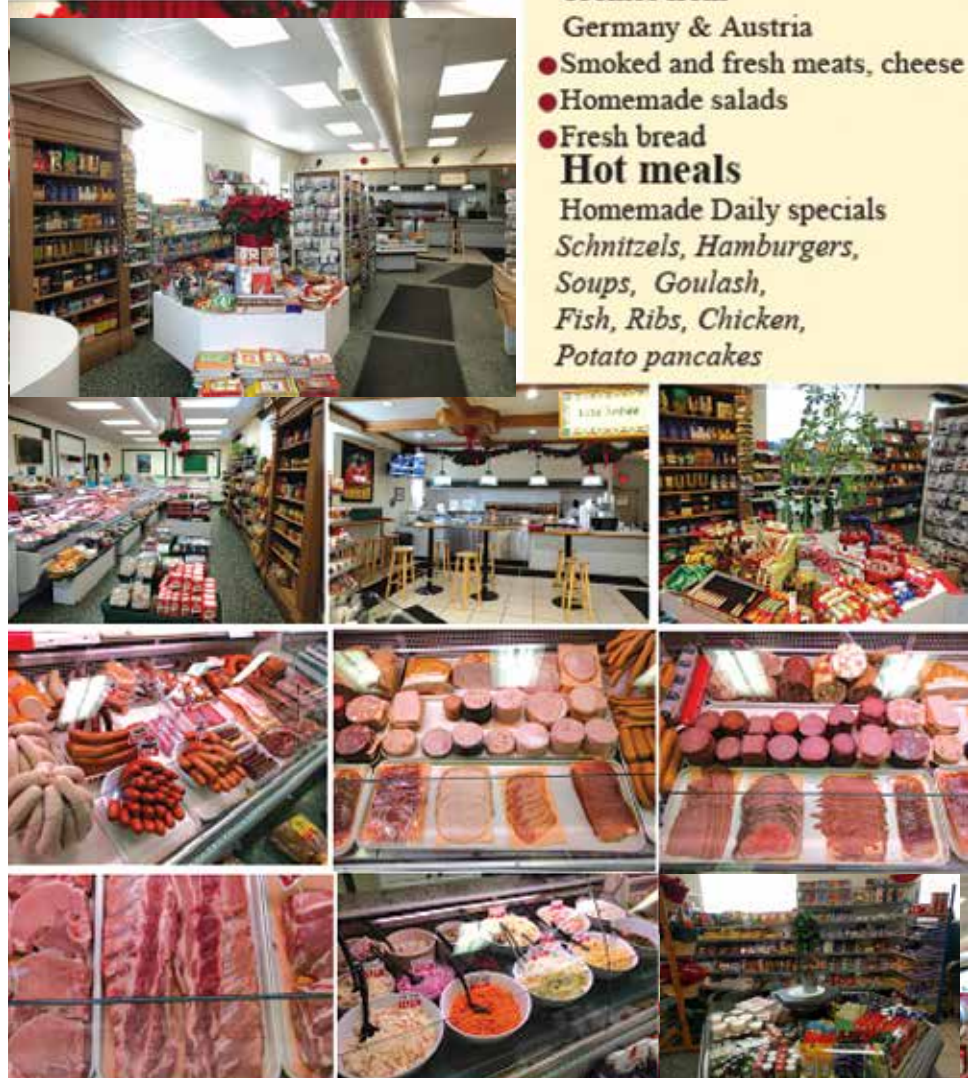 Germany & Austria
● Smoked and fresh meats, cheese
● Homemade salads
● Fresh bread
Hot meals
Homemade Daily specials
Schnitzels, Hamburgers,
Soups, Goulash,
Fish, Ribs, Chicken,
Potato pancakes